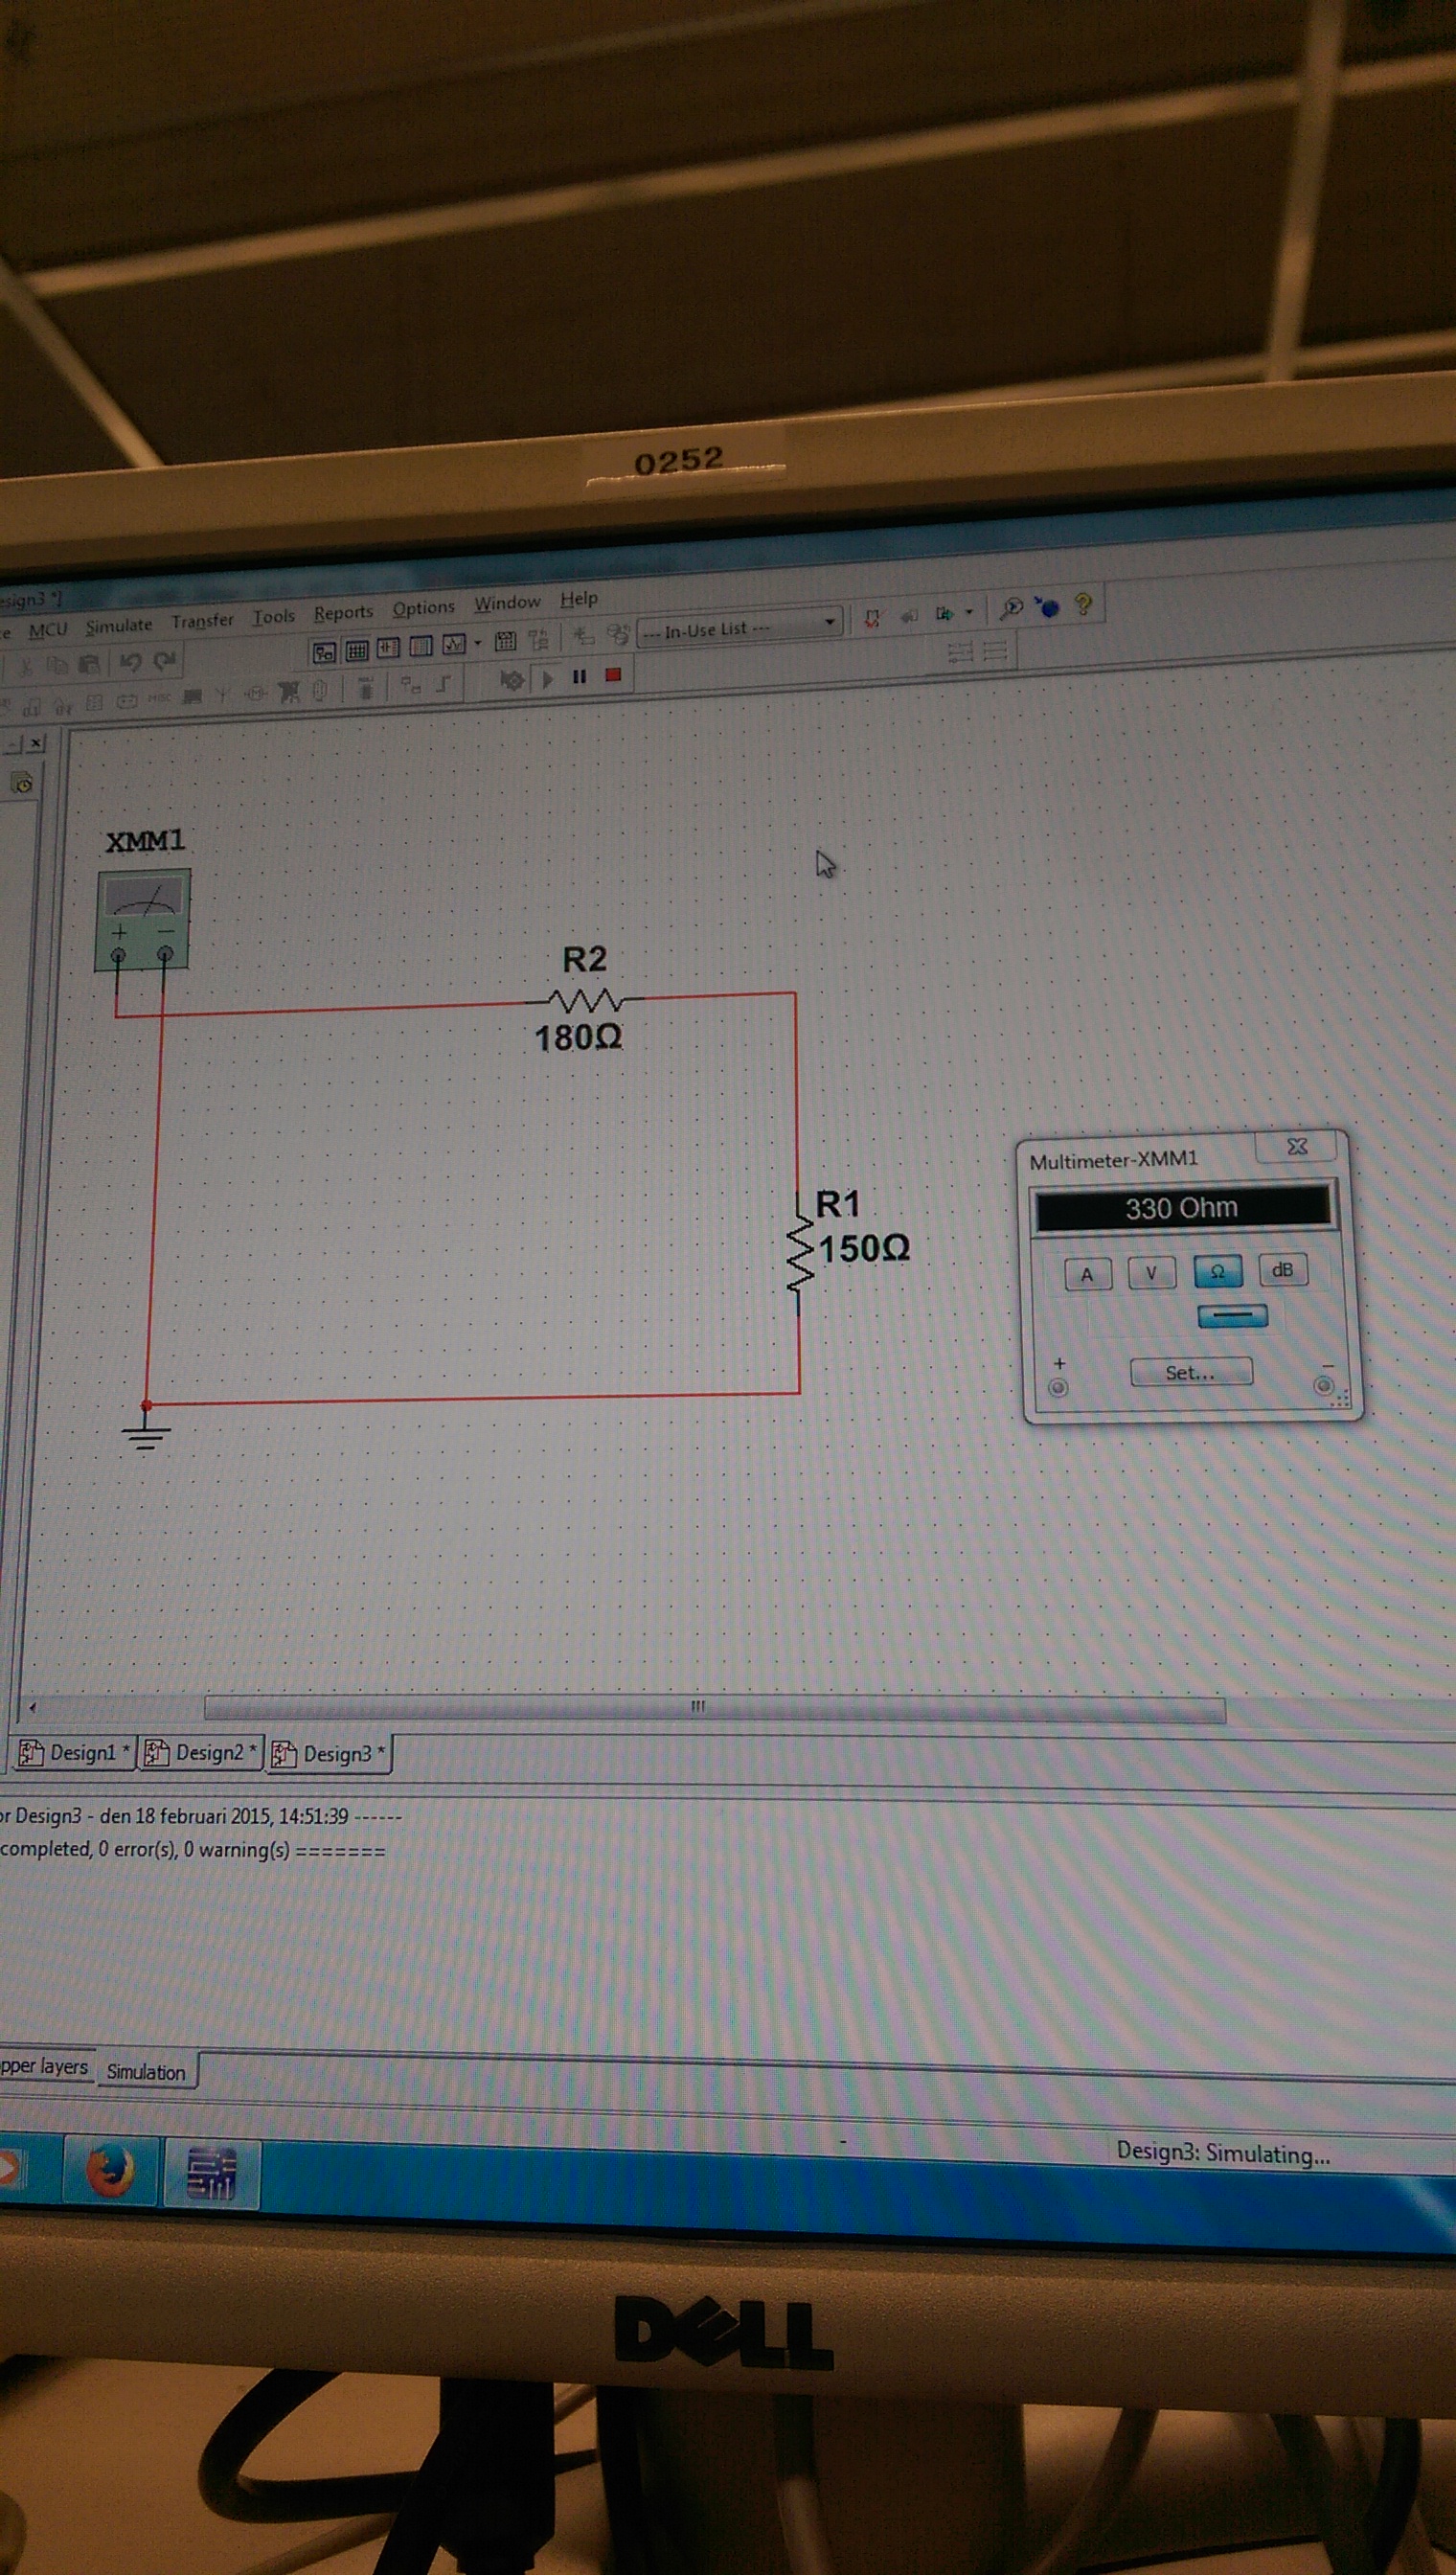 0252
esign3 *]
MCU Simulate Transfer Tools Reports Options Window Help
--- In-Use List ---
XMM1
+ −
R2
180Ω
R1
150Ω
Multimeter-XMM1
330 Ohm
A V Ω dB
+ −
Set...
Design1 * Design2 * Design3 *
or Design3 - den 18 februari 2015, 14:51:39 ------
completed, 0 error(s), 0 warning(s) =======
pper layers Simulation
Design3: Simulating...
DELL